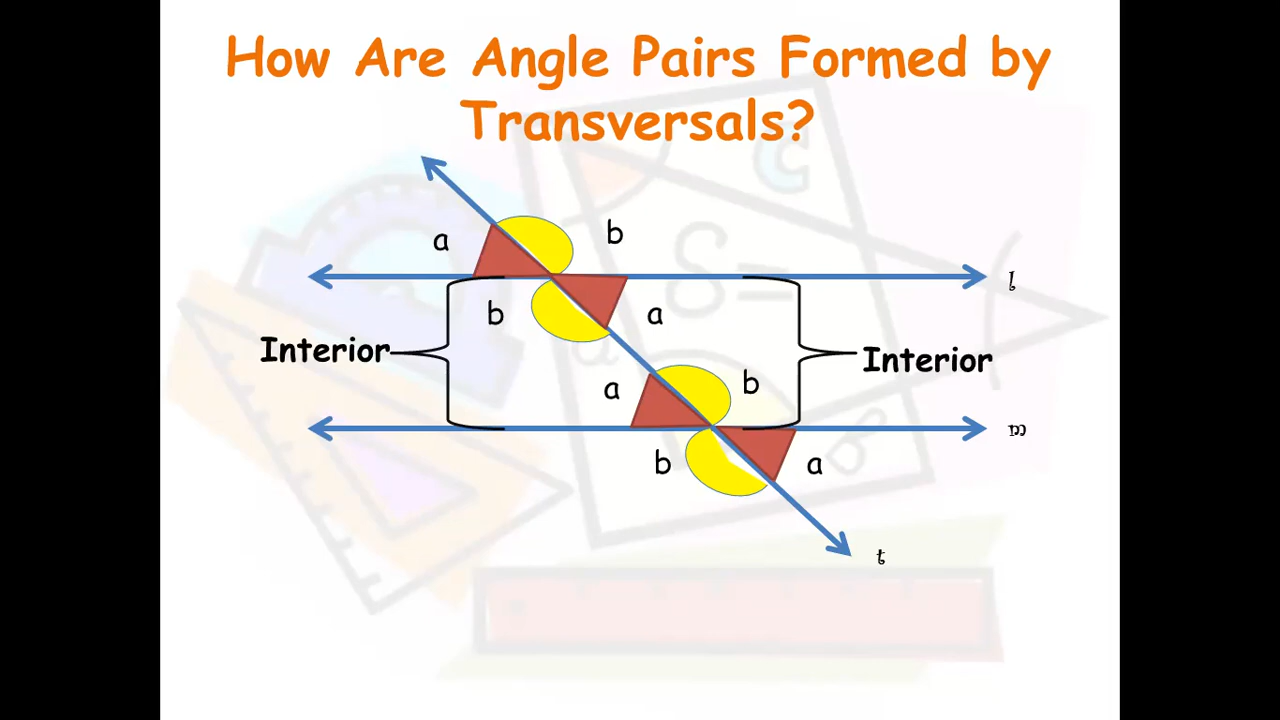 How Are Angle Pairs Formed by
Transversals?
a
b
l
b
a
Interior
Interior
a
b
m
b
a
t